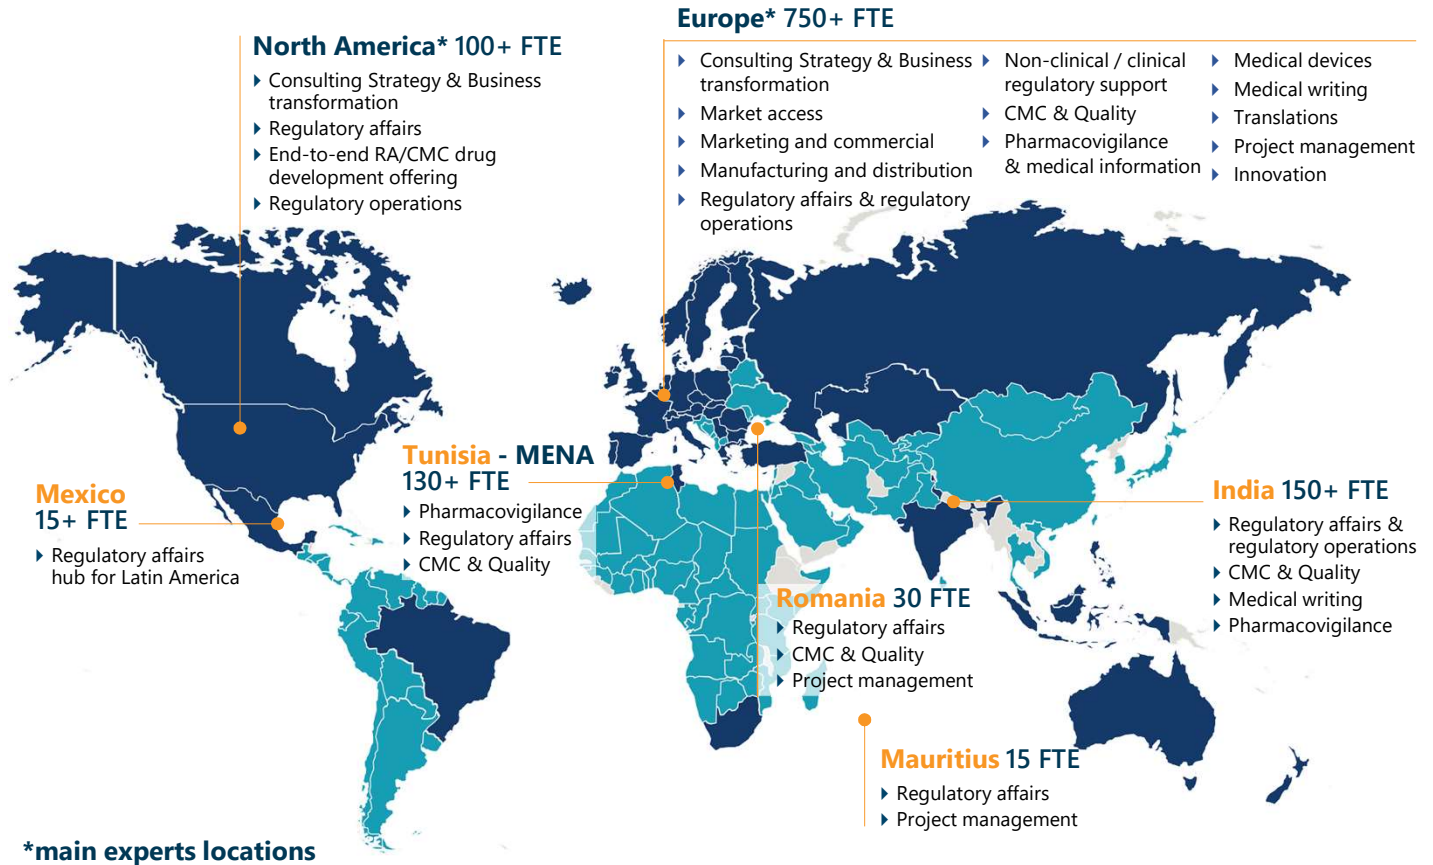 North America* 100+ FTE
Consulting Strategy & Business
transformation
Regulatory affairs
End-to-end RA/CMC drug
development offering
Regulatory operations
Europe* 750+ FTE
Consulting Strategy & Business
transformation
Market access
Marketing and commercial
Manufacturing and distribution
Regulatory affairs & regulatory
operations
Non-clinical / clinical
regulatory support
CMC & Quality
Pharmacovigilance
& medical information
Medical devices
Medical writing
Translations
Project management
Innovation
Mexico
15+ FTE
Regulatory affairs
hub for Latin America
Tunisia - MENA
130+ FTE
Pharmacovigilance
Regulatory affairs
CMC & Quality
India 150+ FTE
Regulatory affairs &
regulatory operations
CMC & Quality
Medical writing
Pharmacovigilance
Romania 30 FTE
Regulatory affairs
CMC & Quality
Project management
Mauritius 15 FTE
Regulatory affairs
Project management
*main experts locations